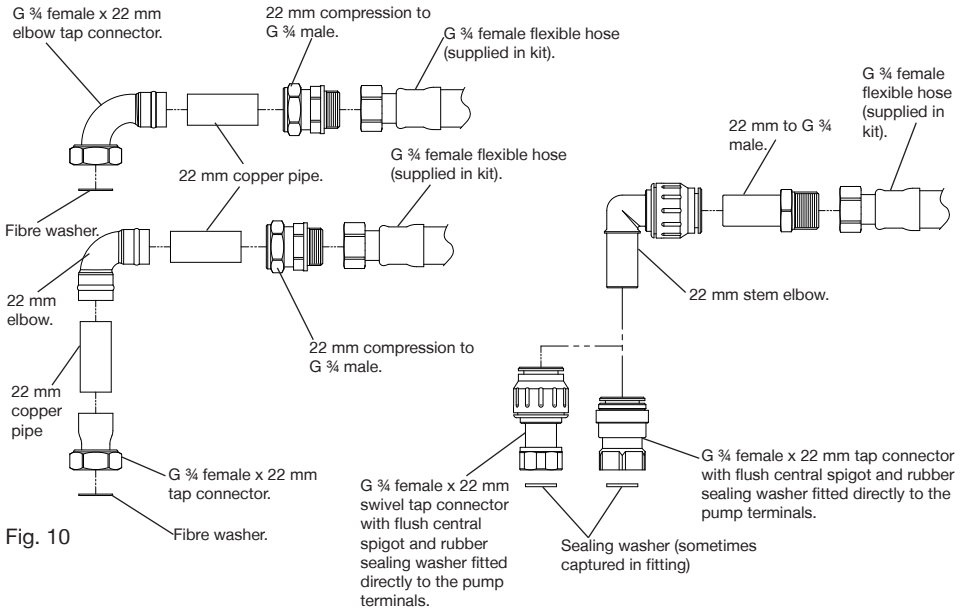 G ¾ female x 22 mm
elbow tap connector.
22 mm compression to
G ¾ male.
G ¾ female flexible hose
(supplied in kit).
G ¾
female
flexible hose
(supplied in
kit).
22 mm to G ¾
male.
22 mm copper pipe.
G ¾ female flexible hose
(supplied in kit).
Fibre washer.
22 mm
elbow.
22 mm stem elbow.
22 mm compression to
G ¾ male.
22 mm
copper
pipe
G ¾ female x 22 mm
tap connector.
Fibre washer.
G ¾ female x 22 mm
swivel tap connector
with flush central
spigot and rubber
sealing washer fitted
directly to the pump
terminals.
G ¾ female x 22 mm tap connector
with flush central spigot and rubber
sealing washer fitted directly to the
pump terminals.
Sealing washer (sometimes
captured in fitting)
Fig. 10